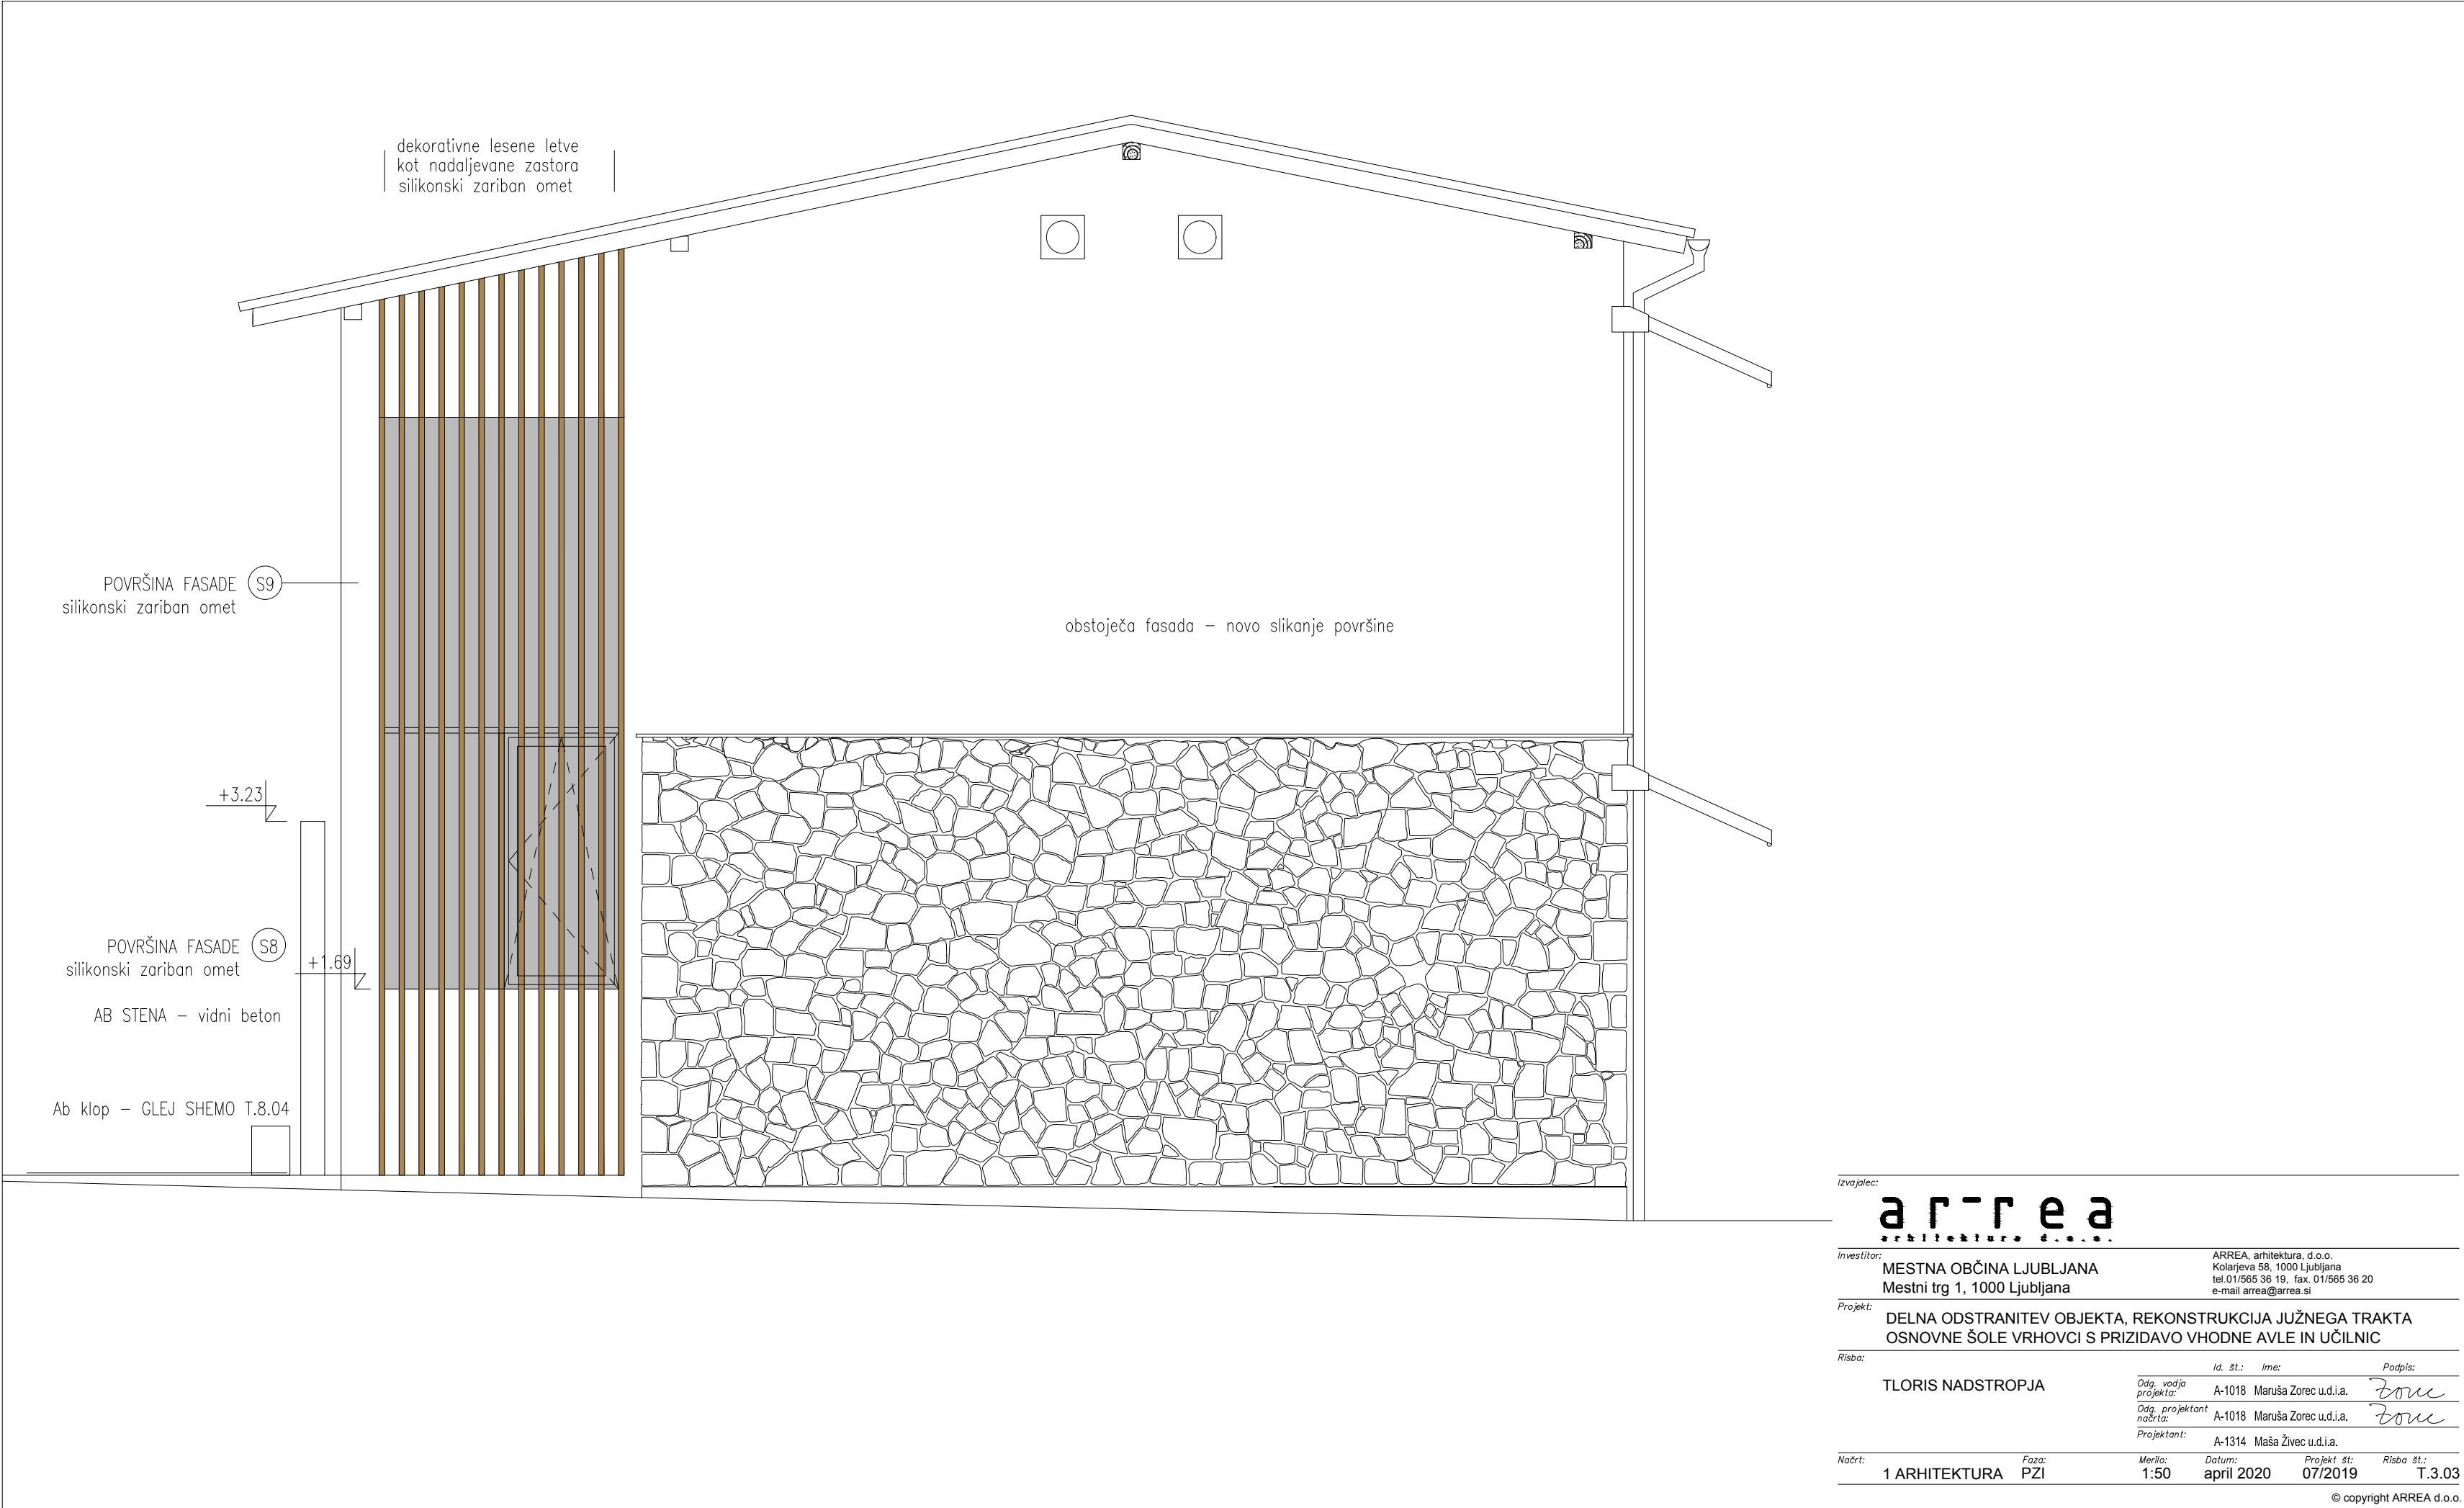 dekorativne lesene letve
kot nadaljevane zastora
silikonski zariban omet
POVRŠINA FASADE S9
silikonski zariban omet
obstoječa fasada – novo slikanje površine
+3.23
POVRŠINA FASADE S8
silikonski zariban omet
+1.69
AB STENA – vidni beton
Ab klop – GLEJ SHEMO T.8.04
Izvajalec:
ar-rea
arhitektura d.o.o.
Investitor:
MESTNA OBČINA LJUBLJANA
Mestni trg 1, 1000 Ljubljana
ARREA, arhitektura, d.o.o.
Kolarjeva 58, 1000 Ljubljana
tel.01/565 36 19, fax. 01/565 36 20
e-mail arrea@arrea.si
Projekt:
DELNA ODSTRANITEV OBJEKTA, REKONSTRUKCIJA JUŽNEGA TRAKTA
OSNOVNE ŠOLE VRHOVCI S PRIZIDAVO VHODNE AVLE IN UČILNIC
Risba:
TLORIS NADSTROPJA
Id. št.: Ime: Podpis:
Odg. vodja
projekta: A-1018 Maruša Zorec u.d.i.a. Zorec
Odg. projektant
načrta: A-1018 Maruša Zorec u.d.i.a. Zorec
Projektant: A-1314 Maša Živec u.d.i.a.
Načrt: Faza: Merilo: Datum: Projekt št: Risba št.:
1 ARHITEKTURA PZI 1:50 april 2020 07/2019 T.3.03
© copyright ARREA d.o.o.